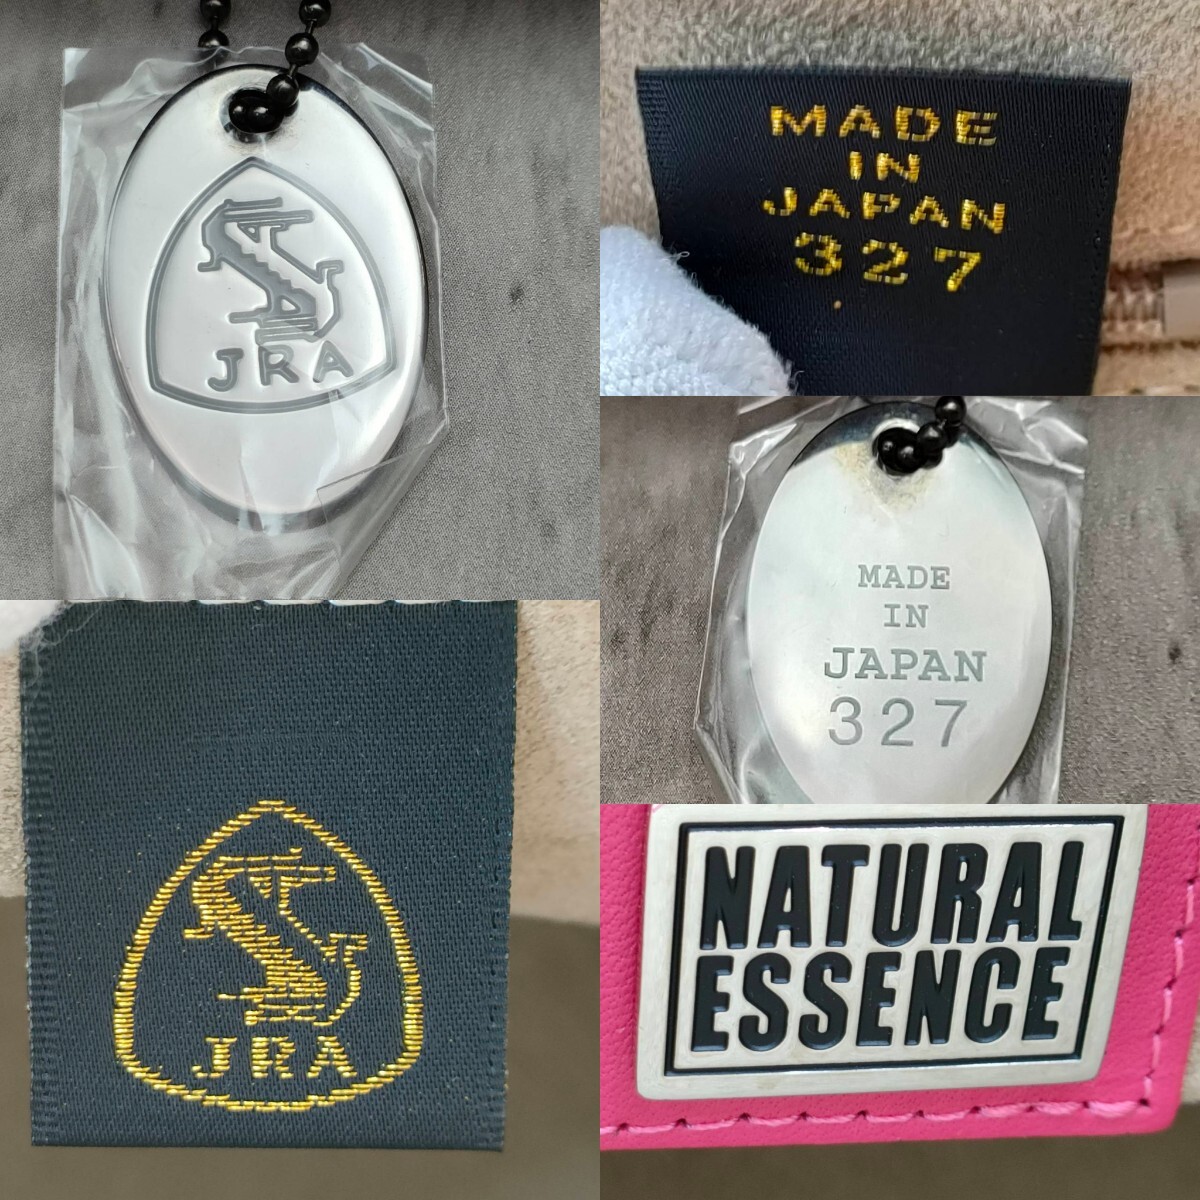 JRA
MADE
IN
JAPAN
327
MADE
IN
JAPAN
327
JRA
NATURAL
ESSENCE